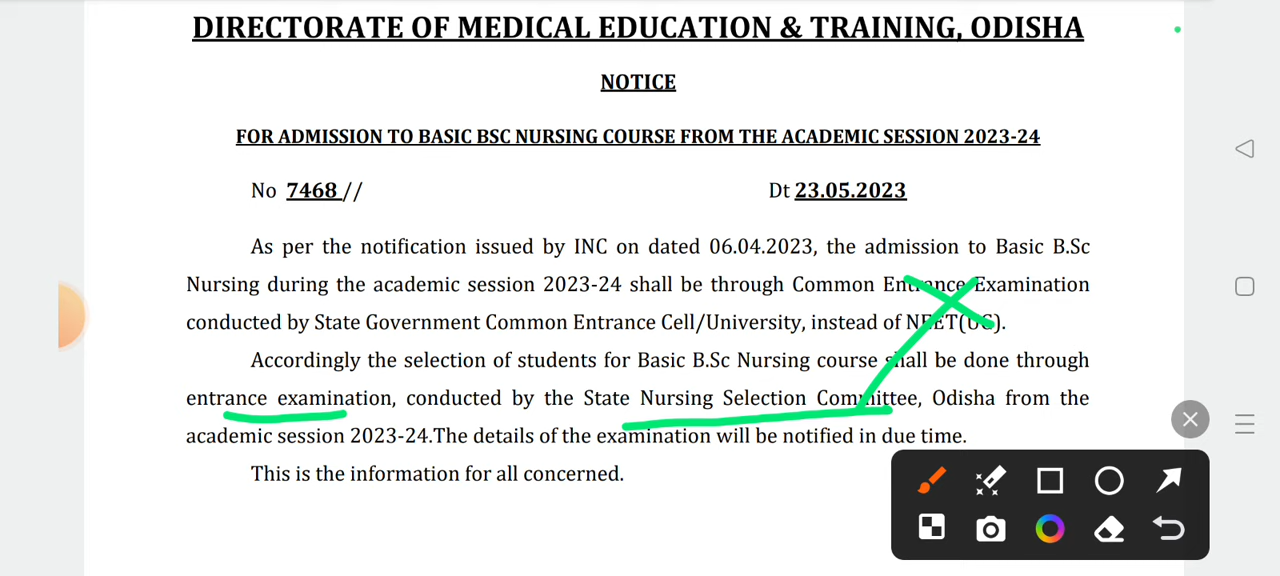 DIRECTORATE OF MEDICAL EDUCATION & TRAINING, ODISHA
NOTICE
FOR ADMISSION TO BASIC BSC NURSING COURSE FROM THE ACADEMIC SESSION 2023-24
No 7468 // Dt 23.05.2023
As per the notification issued by INC on dated 06.04.2023, the admission to Basic B.Sc
Nursing during the academic session 2023-24 shall be through Common Entrance Examination
conducted by State Government Common Entrance Cell/University, instead of NEET(UG).
Accordingly the selection of students for Basic B.Sc Nursing course shall be done through
entrance examination, conducted by the State Nursing Selection Committee, Odisha from the
academic session 2023-24.The details of the examination will be notified in due time.
This is the information for all concerned.